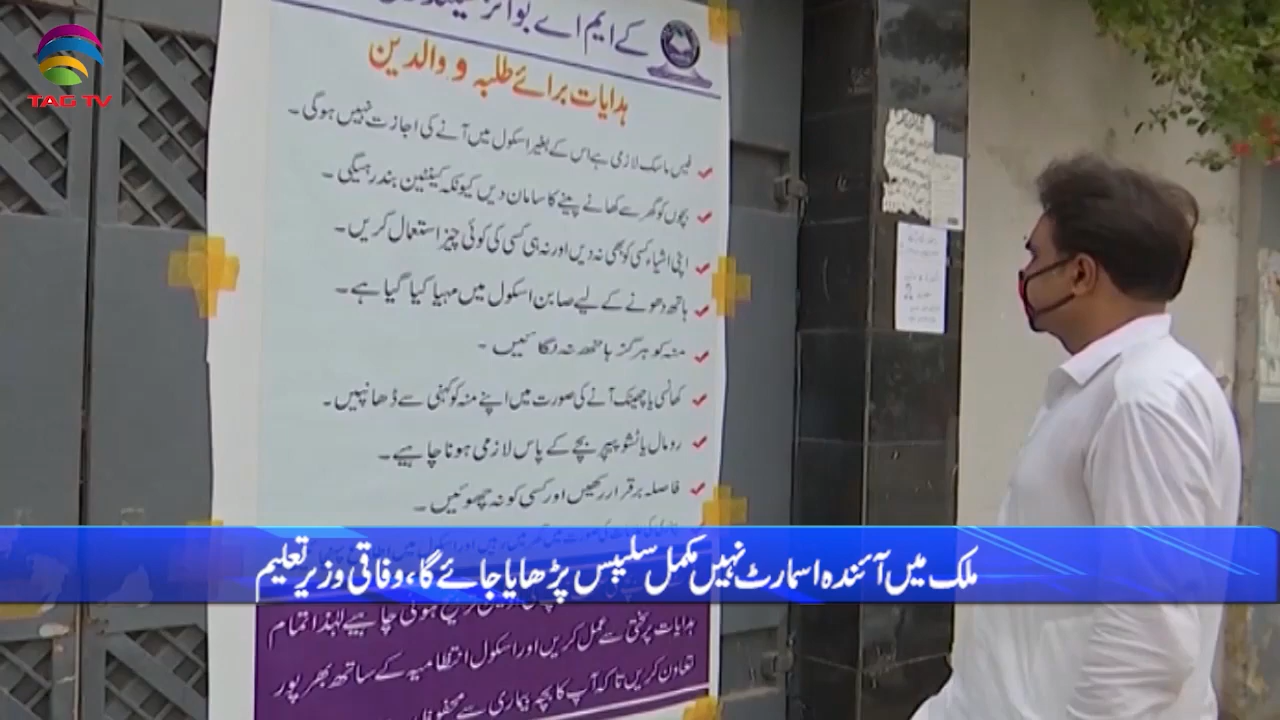 TAG TV
کے ایم اے بوائز
ہدایات برائے طلبہ و والدین
فیس ماسک لازمی ہے اس کے بغیر اسکول میں آنے کی اجازت نہیں ہوگی۔
بچوں کو گھر سے کھانے پینے کا سامان دیں کیونکہ کینٹین بند رہیگی۔
اپنی اشیاء کسی کو بھی نہ دیں اور نہ ہی کسی کی کوئی چیز استعمال کریں۔
ہاتھ دھونے کے لیے صابن اسکول میں مہیا کیا گیا ہے۔
منہ کو ہرگز ہاتھ نہ لگائیں۔
کھانسی یا چھینک آنے کی صورت میں اپنے منہ کو کہنی سے ڈھانپیں۔
رومال یا ٹشو پیپر بچے کے پاس لازمی ہونا چاہیے۔
فاصلہ برقرار رکھیں اور کسی کو نہ چھوئیں۔
ملک میں آئندہ اسمارٹ نہیں مکمل سلیبس پڑھایا جائے گا، وفاقی وزیر تعلیم
ہونی چاہیے لہٰذا تمام
ہدایات پر سختی سے عمل کریں اور اسکول انتظامیہ کے ساتھ بھرپور
تعاون کریں تاکہ آپ کا بچہ بیماری سے محفوظ